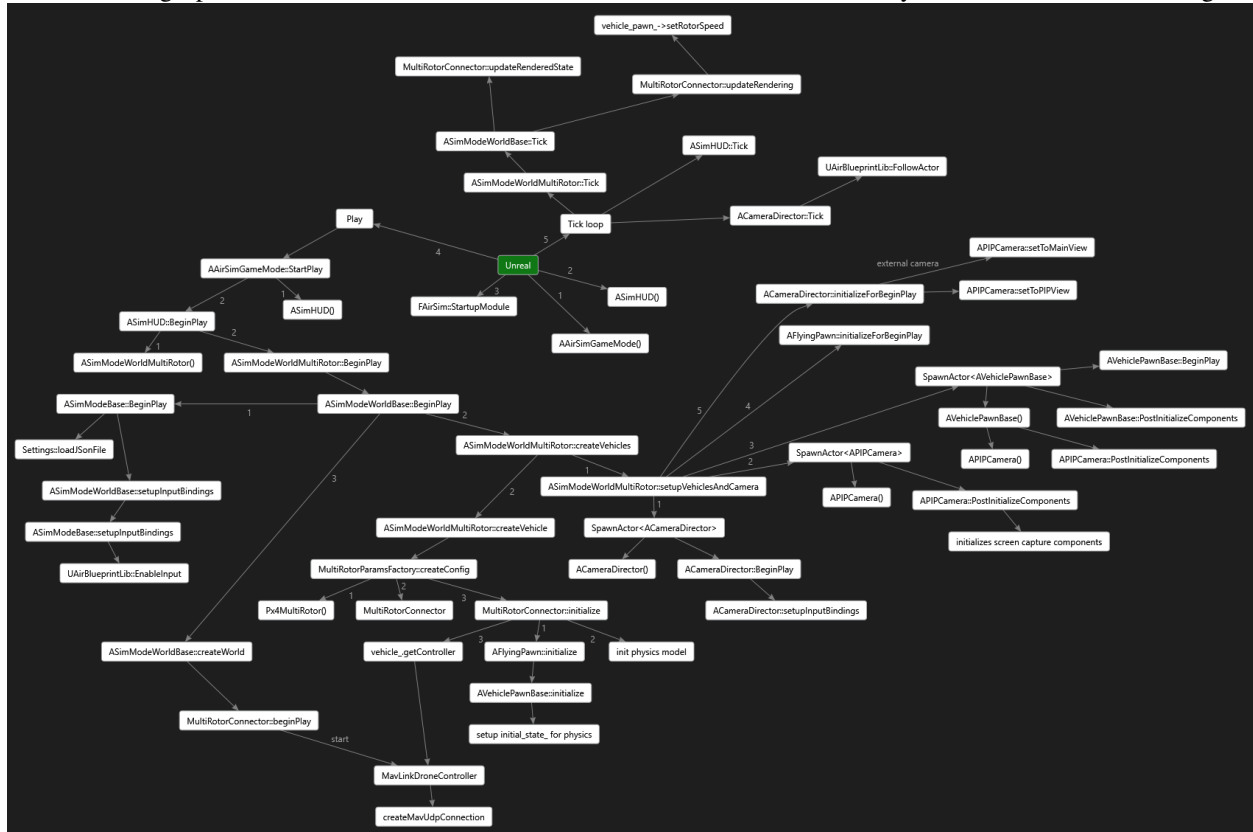 vehicle_pawn_->setRotorSpeed
MultiRotorConnector::updateRenderedState
MultiRotorConnector::updateRendering
ASimModeWorldBase::Tick
ASimHUD::Tick
UAirBlueprintLib::FollowActor
ASimModeWorldMultiRotor::Tick
Play
Tick loop
ACameraDirector::Tick
4
5
APIPCamera::setToMainView
Unreal
external camera
AAirSimGameMode::StartPlay
2
3
1
ASimHUD()
ACameraDirector::initializeForBeginPlay
APIPCamera::setToPIPView
2
1
FAirSim::StartupModule
ASimHUD()
ASimHUD::BeginPlay
2
AFlyingPawn::initializeForBeginPlay
1
AAirSimGameMode()
ASimModeWorldMultiRotor()
ASimModeWorldMultiRotor::BeginPlay
AVehiclePawnBase::BeginPlay
SpawnActor<AVehiclePawnBase>
5
4
ASimModeBase::BeginPlay
1
ASimModeWorldBase::BeginPlay
2
AVehiclePawnBase()
AVehiclePawnBase::PostInitializeComponents
Settings::loadJSonFile
ASimModeWorldMultiRotor::createVehicles
3
SpawnActor<APIPCamera>
2
APIPCamera()
APIPCamera::PostInitializeComponents
1
3
ASimModeWorldBase::setupInputBindings
2
ASimModeWorldMultiRotor::setupVehiclesAndCamera
APIPCamera()
APIPCamera::PostInitializeComponents
1
ASimModeBase::setupInputBindings
ASimModeWorldMultiRotor::createVehicle
SpawnActor<ACameraDirector>
initializes screen capture components
UAirBlueprintLib::EnableInput
MultiRotorParamsFactory::createConfig
ACameraDirector()
ACameraDirector::BeginPlay
1
2
3
Px4MultiRotor()
MultiRotorConnector
MultiRotorConnector::initialize
ACameraDirector::setupInputBindings
3
1
2
ASimModeWorldBase::createWorld
vehicle_.getController
AFlyingPawn::initialize
init physics model
AVehiclePawnBase::initialize
MultiRotorConnector::beginPlay
start
setup initial_state_ for physics
MavLinkDroneController
createMavUdpConnection